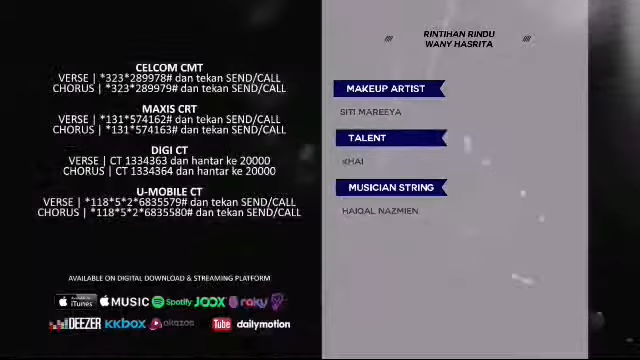 CELCOM CMT
VERSE | *323*289978# dan tekan SEND/CALL
CHORUS | *323*289979# dan tekan SEND/CALL
MAXIS CRT
VERSE | *131*574162# dan tekan SEND/CALL
CHORUS | *131*574163# dan tekan SEND/CALL
DIGI CT
VERSE | CT 1334363 dan hantar ke 20000
CHORUS | CT 1334364 dan hantar ke 20000
U-MOBILE CT
VERSE | *118*5*2*6835579# dan tekan SEND/CALL
CHORUS | *118*5*2*6835580# dan tekan SEND/CALL
AVAILABLE ON DIGITAL DOWNLOAD & STREAMING PLATFORM
iTunes MUSIC Spotify JOOX raku
DEEZER KKBOX akazoo YouTube dailymotion
RINTIHAN RINDU
WANY HASRITA
MAKEUP ARTIST
SITI MAREEYA
TALENT
KHAI
MUSICIAN STRING
HAIQAL NAZMIEN